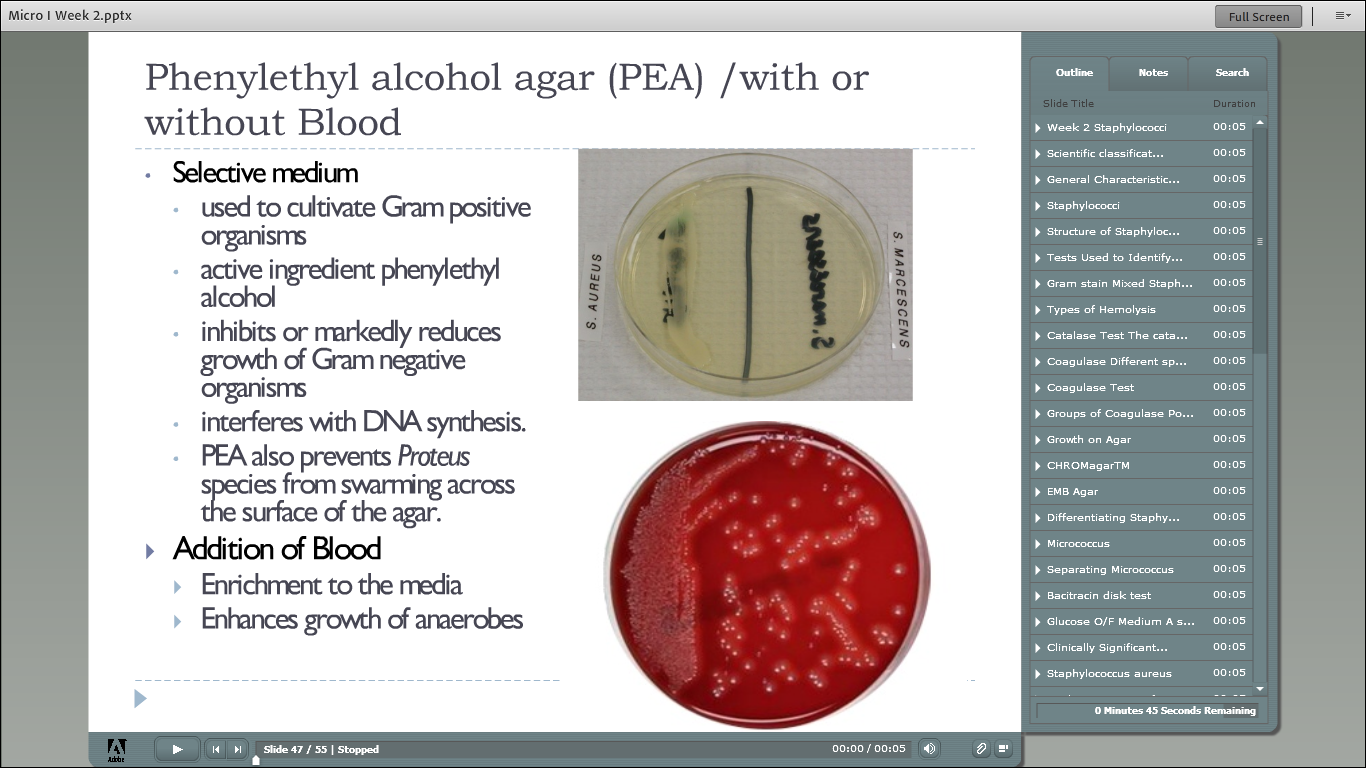 Micro I Week 2.pptx
Full Screen
Phenylethyl alcohol agar (PEA) /with or
without Blood
• Selective medium
• used to cultivate Gram positive
organisms
• active ingredient phenylethyl
alcohol
• inhibits or markedly reduces
growth of Gram negative
organisms
• interferes with DNA synthesis.
• PEA also prevents Proteus
species from swarming across
the surface of the agar.
Addition of Blood
Enrichment to the media
Enhances growth of anaerobes
S. AUREUS
S. MARCESCENS
Outline Notes Search
Slide Title Duration
Week 2 Staphylococci 00:05
Scientific classificat... 00:05
General Characteristic... 00:05
Staphylococci 00:05
Structure of Staphyloc... 00:05
Tests Used to Identify... 00:05
Gram stain Mixed Staph... 00:05
Types of Hemolysis 00:05
Catalase Test The cata... 00:05
Coagulase Different sp... 00:05
Coagulase Test 00:05
Groups of Coagulase Po... 00:05
Growth on Agar 00:05
CHROMagarTM 00:05
EMB Agar 00:05
Differentiating Staphy... 00:05
Micrococcus 00:05
Separating Micrococcus 00:05
Bacitracin disk test 00:05
Glucose O/F Medium A s... 00:05
Clinically Significant... 00:05
Staphylococcus aureus 00:05
0 Minutes 45 Seconds Remaining
Adobe
Slide 47 / 55 | Stopped
00:00 / 00:05